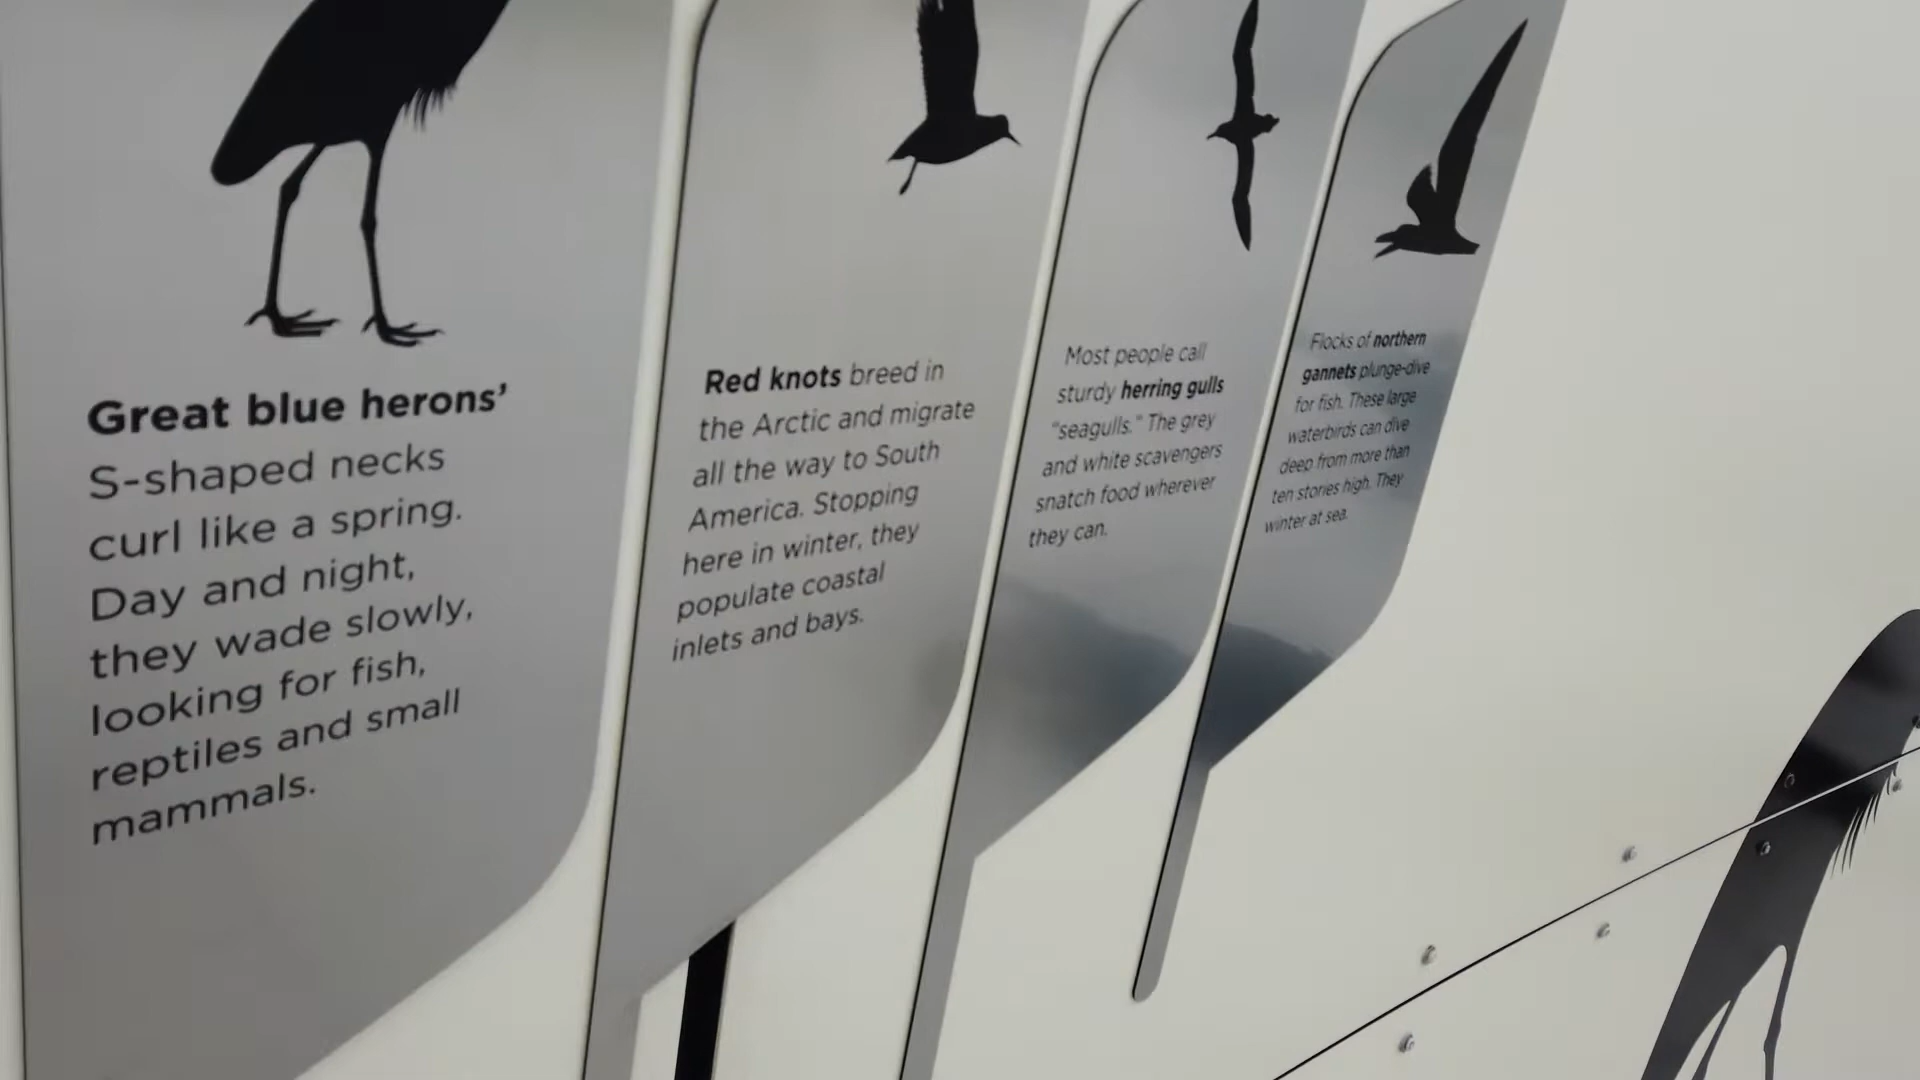 Great blue herons’
S-shaped necks
curl like a spring.
Day and night,
they wade slowly,
looking for fish,
reptiles and small
mammals.
Red knots breed in
the Arctic and migrate
all the way to South
America. Stopping
here in winter, they
populate coastal
inlets and bays.
Most people call
sturdy herring gulls
“seagulls.” The grey
and white scavengers
snatch food wherever
they can.
Flocks of northern
gannets plunge-dive
for fish. These large
waterbirds can dive
deep from more than
ten stories high. They
winter at sea.